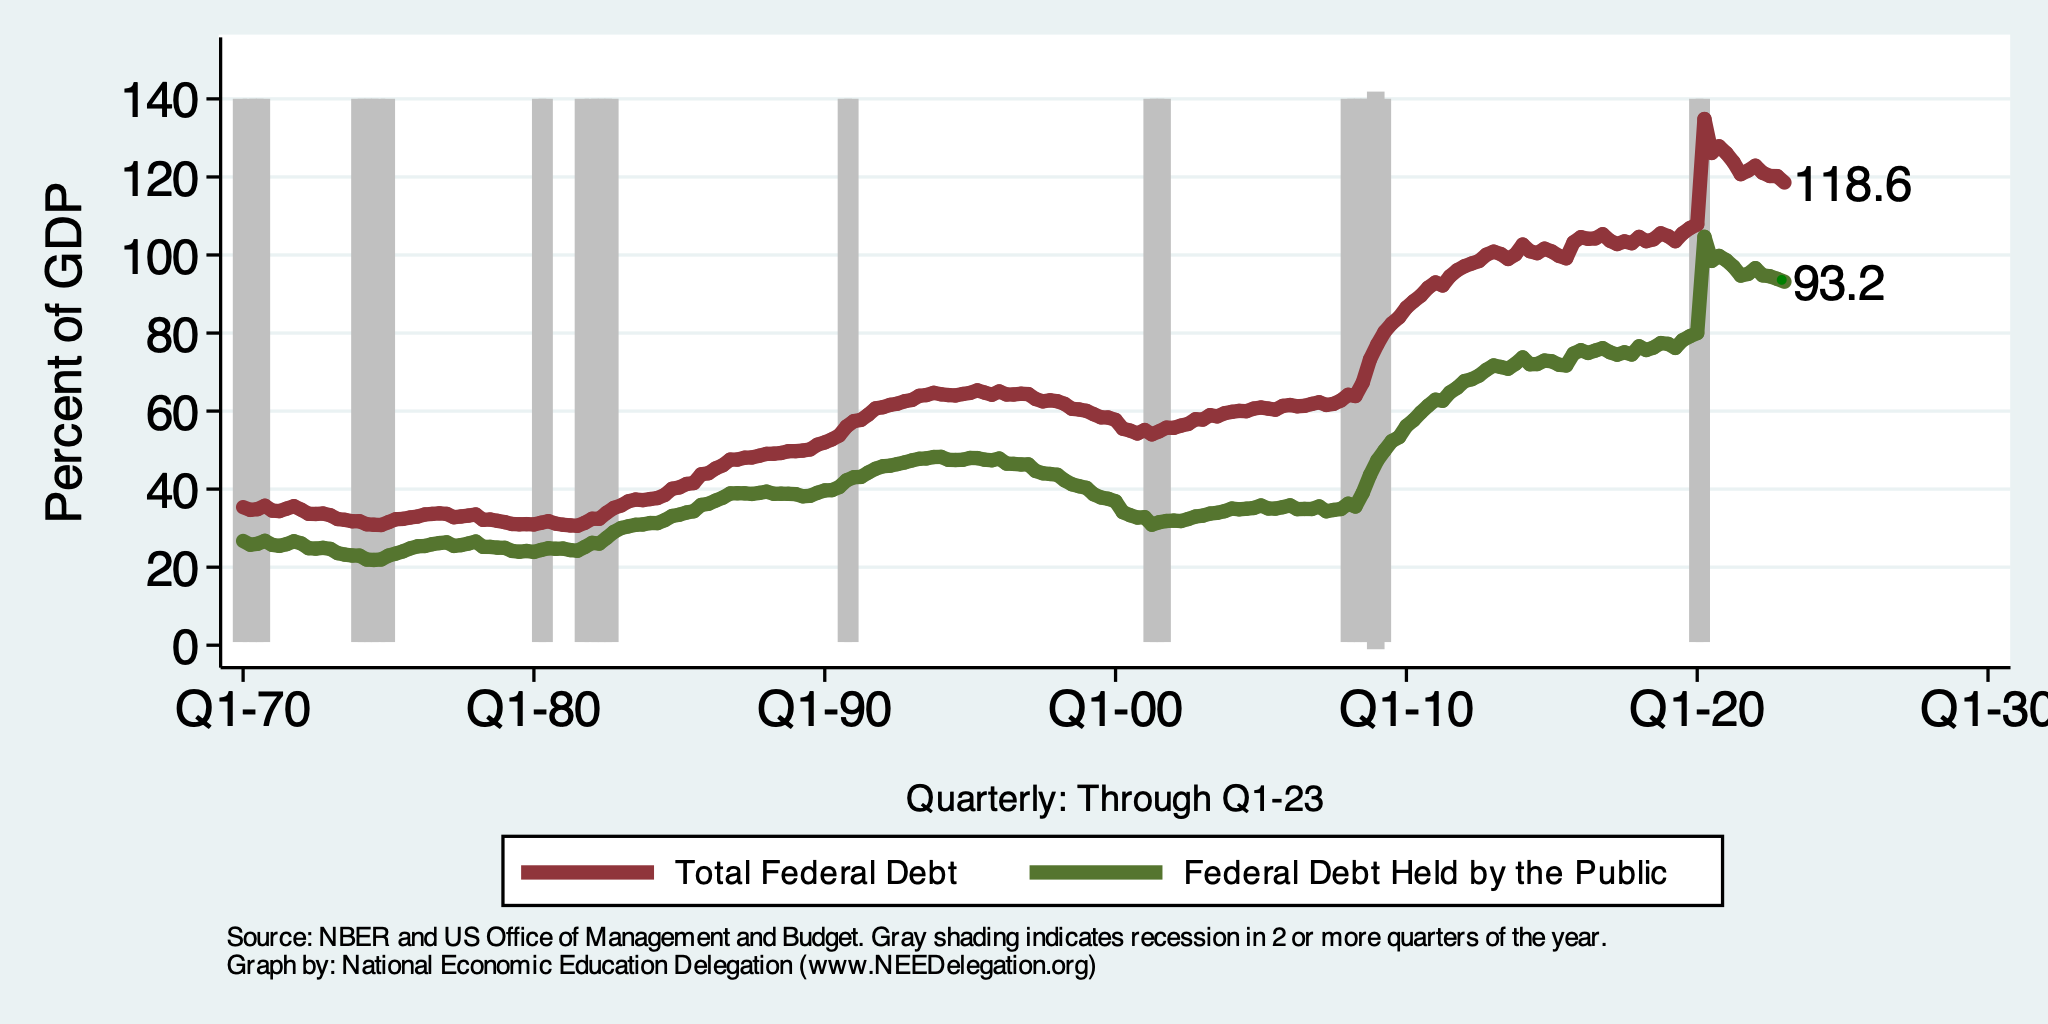 Percent of GDP
140
120
100
80
60
40
20
0
118.6
93.2
Q1-70 Q1-80 Q1-90 Q1-00 Q1-10 Q1-20 Q1-30
Quarterly: Through Q1-23
Total Federal Debt Federal Debt Held by the Public
Source: NBER and US Office of Management and Budget. Gray shading indicates recession in 2 or more quarters of the year.
Graph by: National Economic Education Delegation (www.NEEDelegation.org)